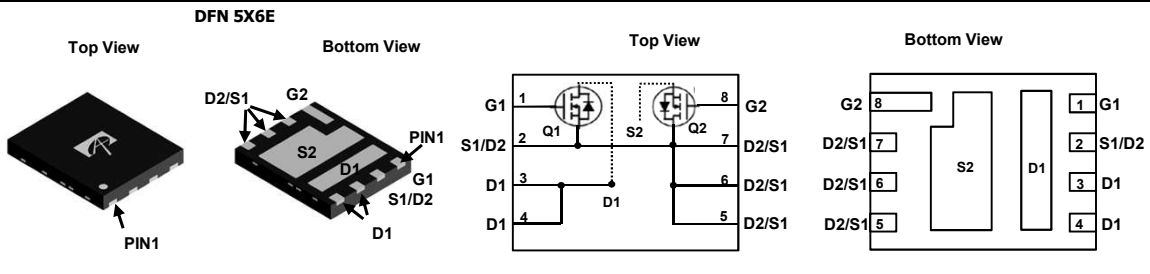 DFN 5X6E
Top View
Bottom View
Top View
Bottom View
D2/S1
G2
PIN1
S2
D1
G1
S1/D2
D1
PIN1
G1 1
8 G2
Q1
S2
Q2
S1/D2 2
7 D2/S1
D1 3
6 D2/S1
D1
D1 4
5 D2/S1
G2 8
1 G1
D2/S1 7
2 S1/D2
S2
D1
D2/S1 6
3 D1
D2/S1 5
4 D1